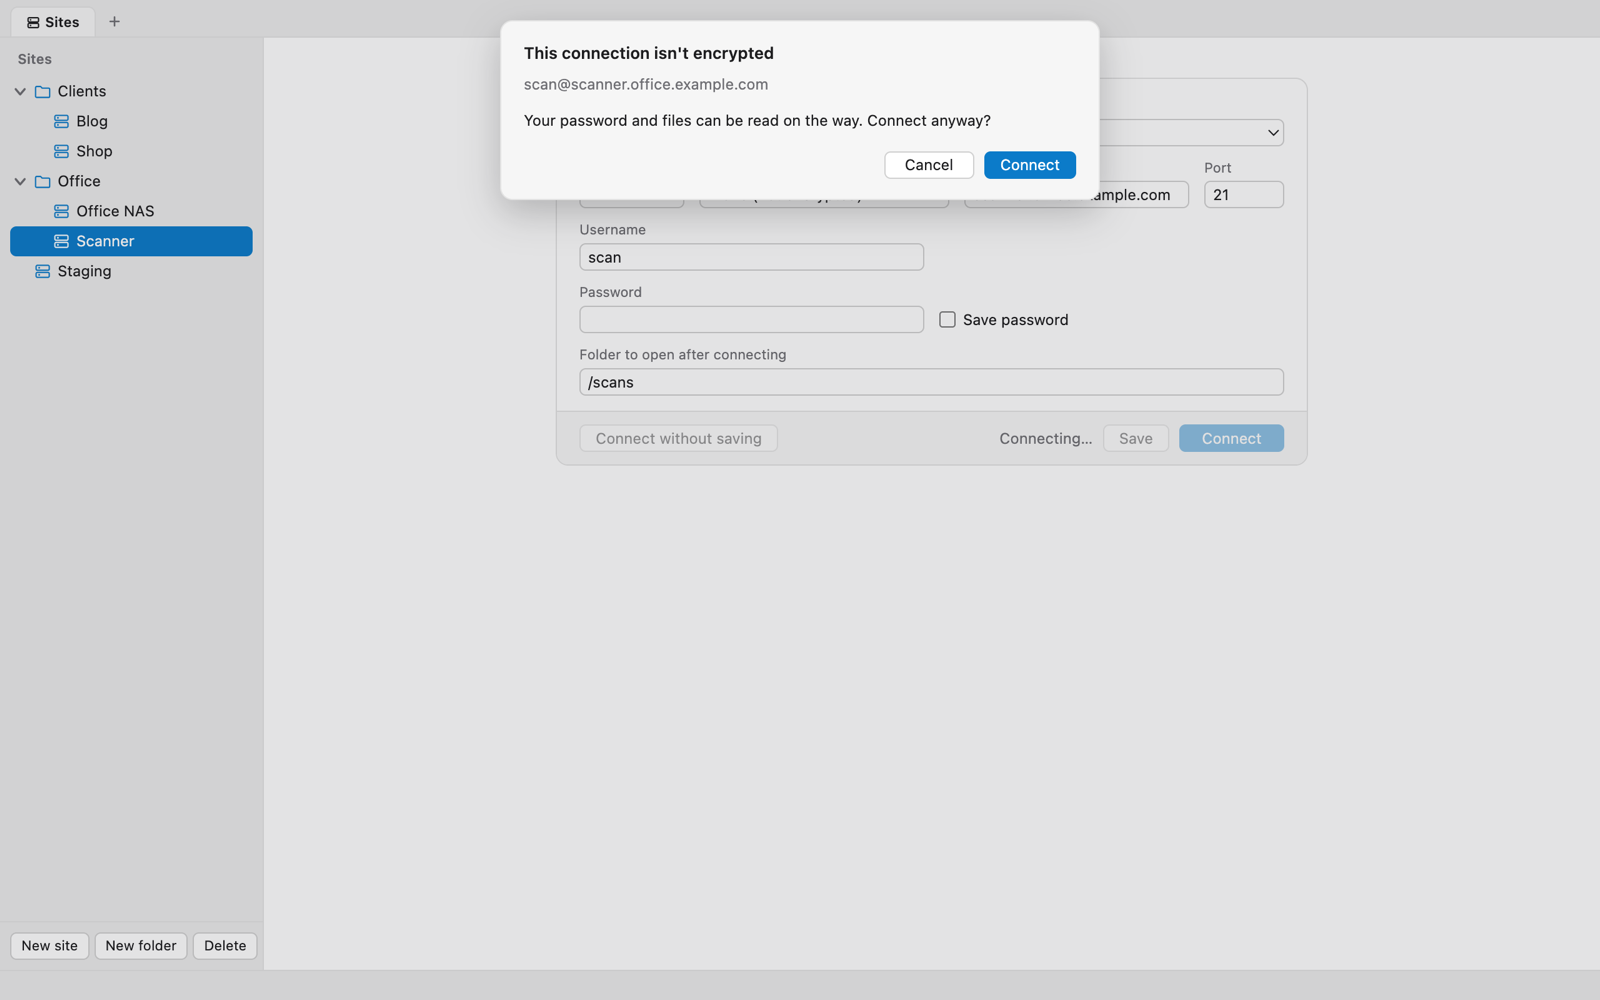 Sites
Sites
Clients
Blog
Shop
Office
Office NAS
Scanner
Staging
New site
New folder
Delete
This connection isn't encrypted
scan@scanner.office.example.com
Your password and files can be read on the way. Connect anyway?
Cancel
Connect
Port
ample.com
21
Username
scan
Password
Save password
Folder to open after connecting
/scans
Connect without saving
Connecting...
Save
Connect